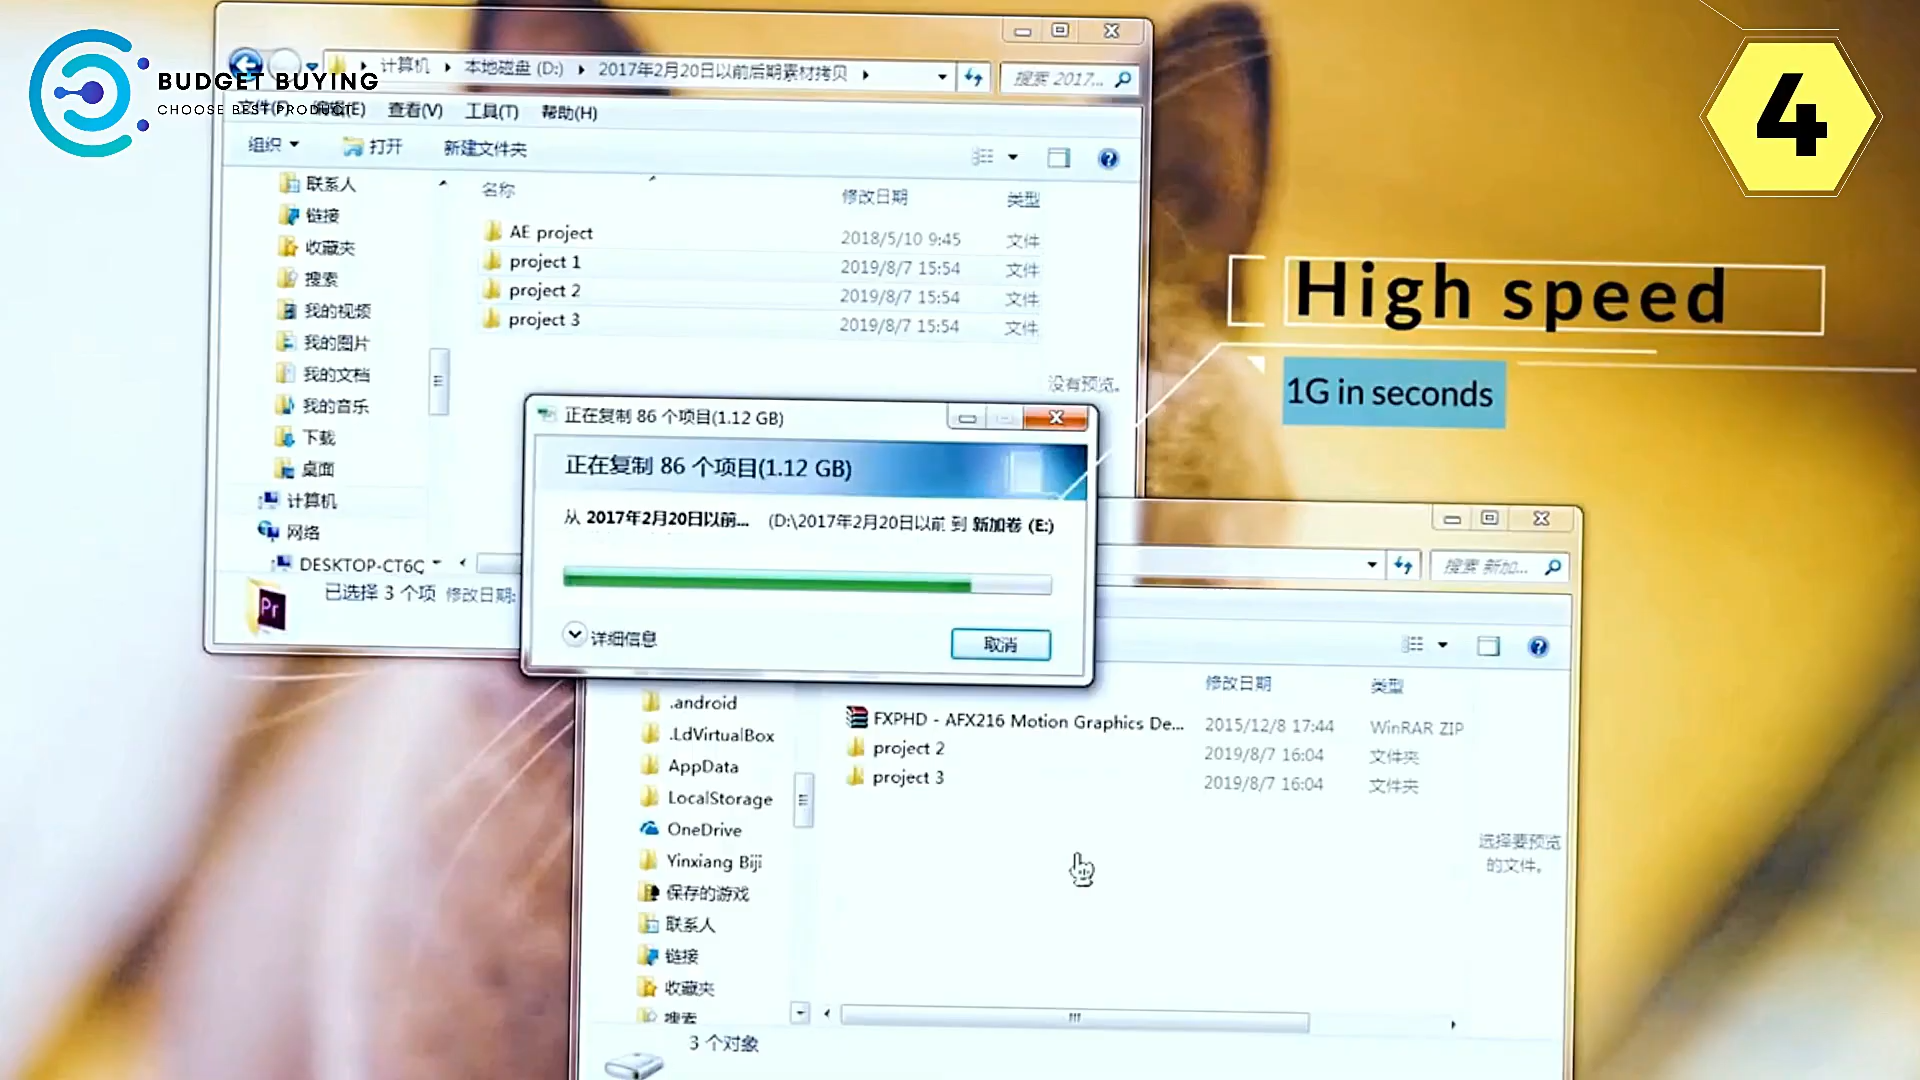 BUDGET BUYING
CHOOSE BEST PRODUCT
4
计算机
本地磁盘 (D:)
2017年2月20日以前后期素材拷贝
搜索 2017...
文件(F)
编辑(E)
查看(V)
工具(T)
帮助(H)
组织
打开
新建文件夹
名称
修改日期
类型
联系人
链接
收藏夹
搜索
我的视频
我的图片
我的文档
我的音乐
下载
桌面
计算机
网络
DESKTOP-CT6C
AE project
2018/5/10 9:45
文件
project 1
2019/8/7 15:54
文件
project 2
2019/8/7 15:54
文件
project 3
2019/8/7 15:54
文件
没有预览。
Pr
已选择 3 个项
修改日期:
High speed
1G in seconds
正在复制 86 个项目(1.12 GB)
正在复制 86 个项目(1.12 GB)
从 2017年2月20日以前... (D:\2017年2月20日以前 到 新加卷 (E:)
详细信息
取消
搜索 新加...
修改日期
类型
.android
.LdVirtualBox
AppData
LocalStorage
OneDrive
Yinxiang Biji
保存的游戏
联系人
链接
收藏夹
搜索
FXPHD - AFX216 Motion Graphics De...
2015/12/8 17:44
WinRAR ZIP
project 2
2019/8/7 16:04
文件夹
project 3
2019/8/7 16:04
文件夹
选择要预览
的文件。
3 个对象